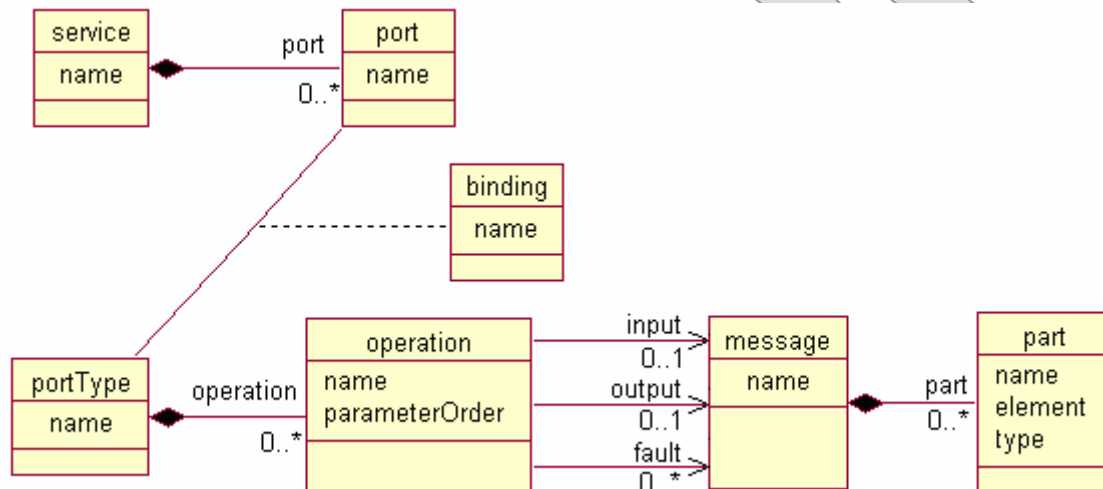 service
name
port
0..*
port
name
binding
name
portType
name
operation
0..*
operation
name
parameterOrder
input
0..1
output
0..1
fault
0..*
message
name
part
0..*
part
name
element
type